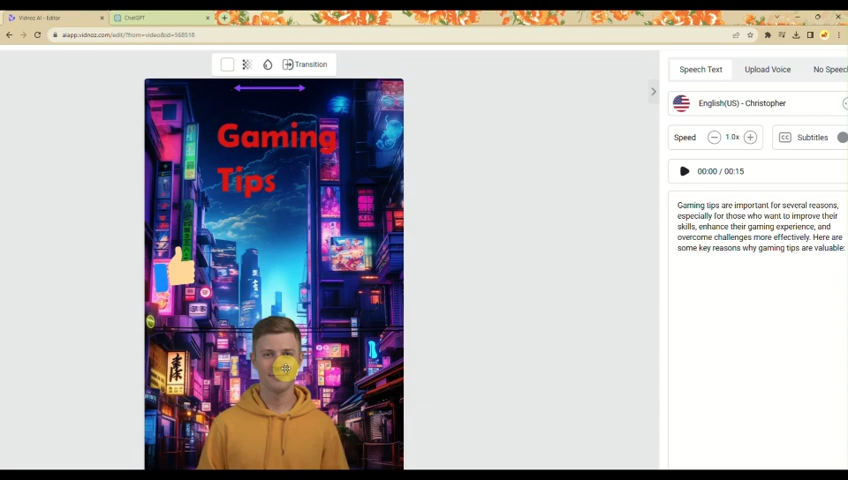 Vidnoz AI - Editor
ChatGPT
aiapp.vidnoz.com/edit/?from=video&id=568518
Transition
Speech Text
Upload Voice
No Speec
English(US) - Christopher
Speed
1.0x
CC
Subtitles
00:00 / 00:15
Gaming tips are important for several reasons,
especially for those who want to improve their
skills, enhance their gaming experience, and
overcome challenges more effectively. Here are
some key reasons why gaming tips are valuable:
Gaming
Tips